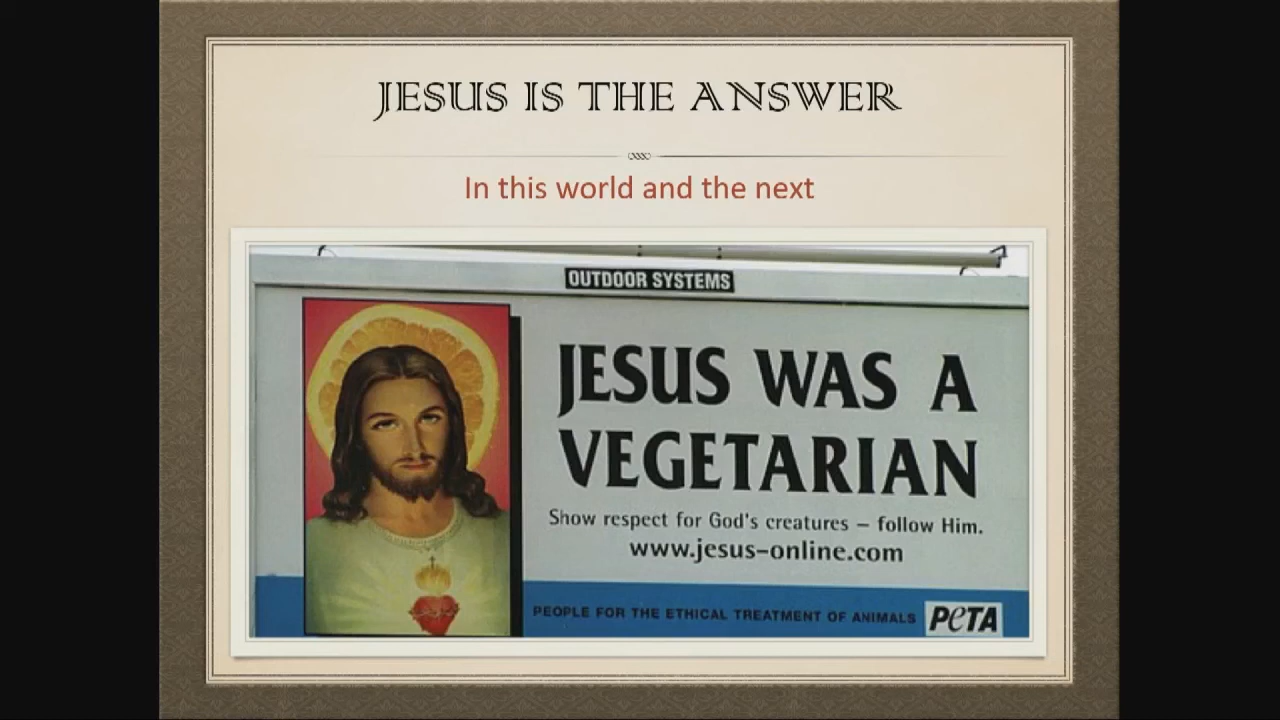 JESUS IS THE ANSWER
In this world and the next
OUTDOOR SYSTEMS
JESUS WAS A
VEGETARIAN
Show respect for God's creatures – follow Him.
www.jesus-online.com
PEOPLE FOR THE ETHICAL TREATMENT OF ANIMALS PeTA